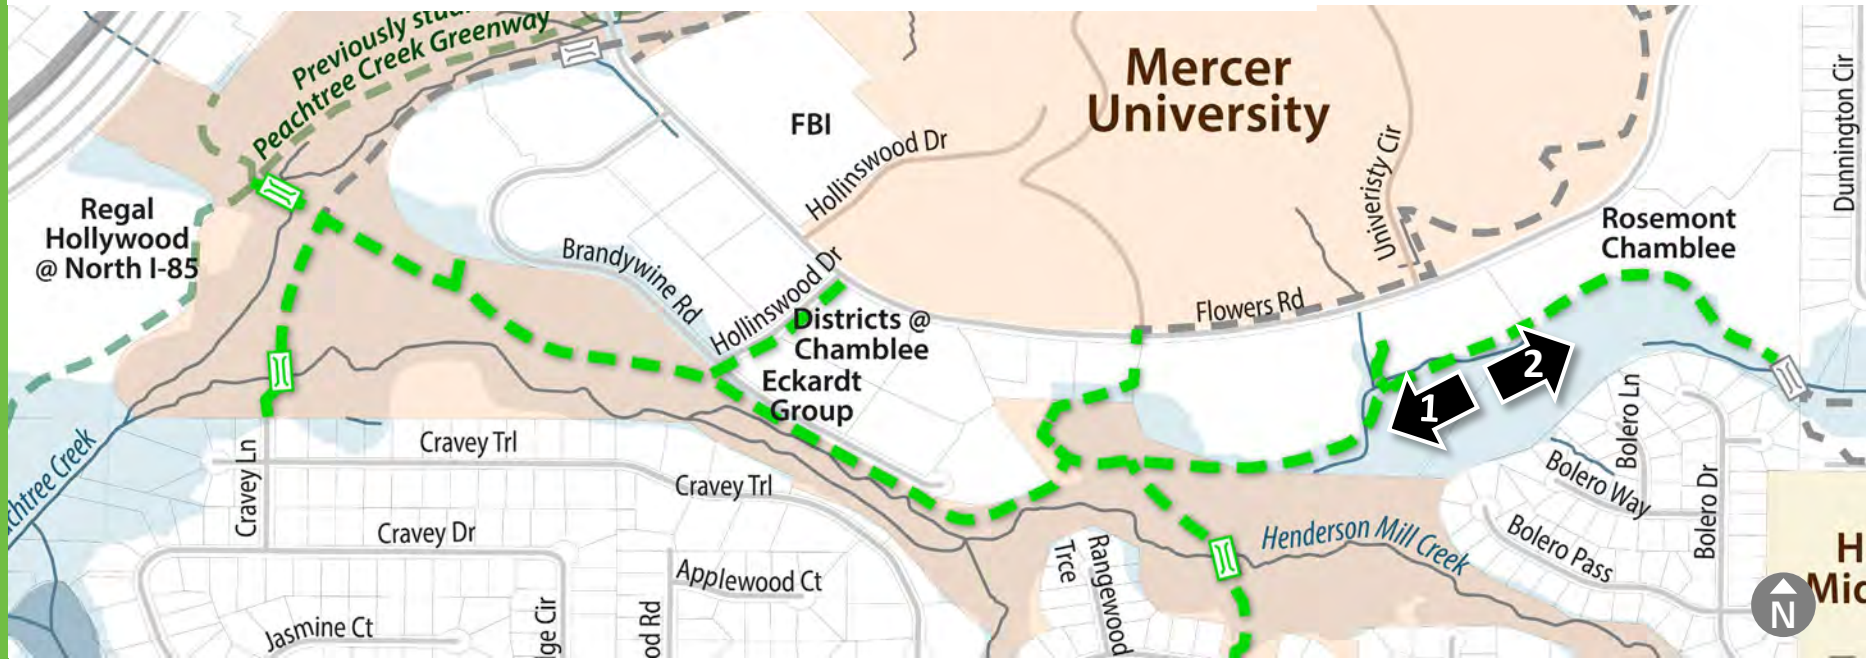 Previously
Peachtree Creek Greenway
Mercer
University
FBI
Hollinswood Dr
Univeristy Cir
Dunnington Cir
Regal
Hollywood
@ North I-85
Rosemont
Chamblee
Brandywine Rd
Hollinswood Dr
Flowers Rd
Districts @
Chamblee
Eckardt
Group
1
2
Bolero Ln
Cravey Trl
Cravey Ln
Cravey Trl
Bolero Way
Bolero Dr
Cravey Dr
Henderson Mill Creek
Bolero Pass
Trce
Rangewood
Applewood Ct
Jasmine Ct
N